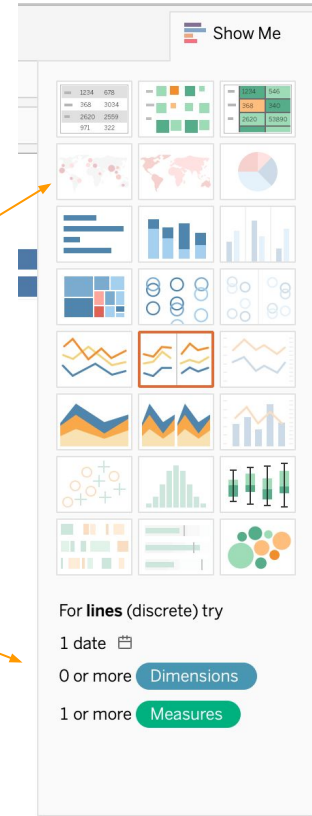 Show Me
1234 678
368 3034
2620 2559
971 322
1234 546
368 340
2620 53890
For lines (discrete) try
1 date
0 or more Dimensions
1 or more Measures